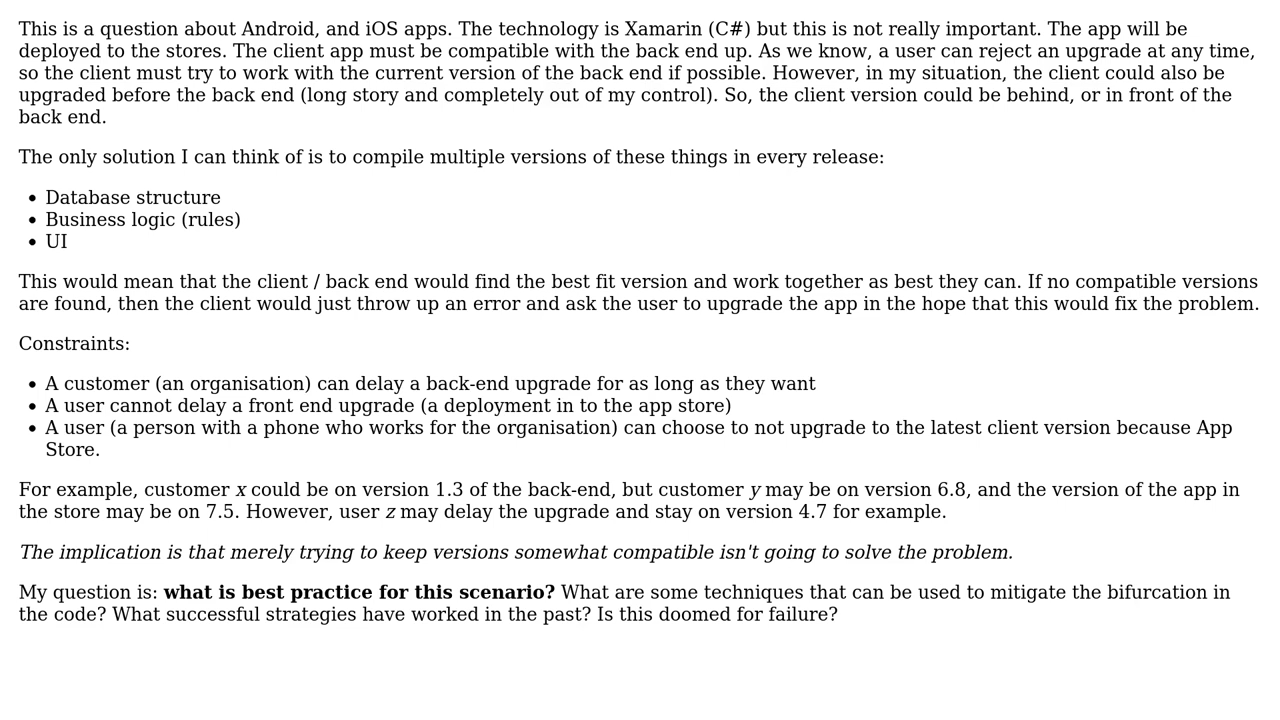 This is a question about Android, and iOS apps. The technology is Xamarin (C#) but this is not really important. The app will be
deployed to the stores. The client app must be compatible with the back end up. As we know, a user can reject an upgrade at any time,
so the client must try to work with the current version of the back end if possible. However, in my situation, the client could also be
upgraded before the back end (long story and completely out of my control). So, the client version could be behind, or in front of the
back end.
The only solution I can think of is to compile multiple versions of these things in every release:
• Database structure
• Business logic (rules)
• UI
This would mean that the client / back end would find the best fit version and work together as best they can. If no compatible versions
are found, then the client would just throw up an error and ask the user to upgrade the app in the hope that this would fix the problem.
Constraints:
• A customer (an organisation) can delay a back-end upgrade for as long as they want
• A user cannot delay a front end upgrade (a deployment in to the app store)
• A user (a person with a phone who works for the organisation) can choose to not upgrade to the latest client version because App
Store.
For example, customer x could be on version 1.3 of the back-end, but customer y may be on version 6.8, and the version of the app in
the store may be on 7.5. However, user z may delay the upgrade and stay on version 4.7 for example.
The implication is that merely trying to keep versions somewhat compatible isn't going to solve the problem.
My question is: what is best practice for this scenario? What are some techniques that can be used to mitigate the bifurcation in
the code? What successful strategies have worked in the past? Is this doomed for failure?